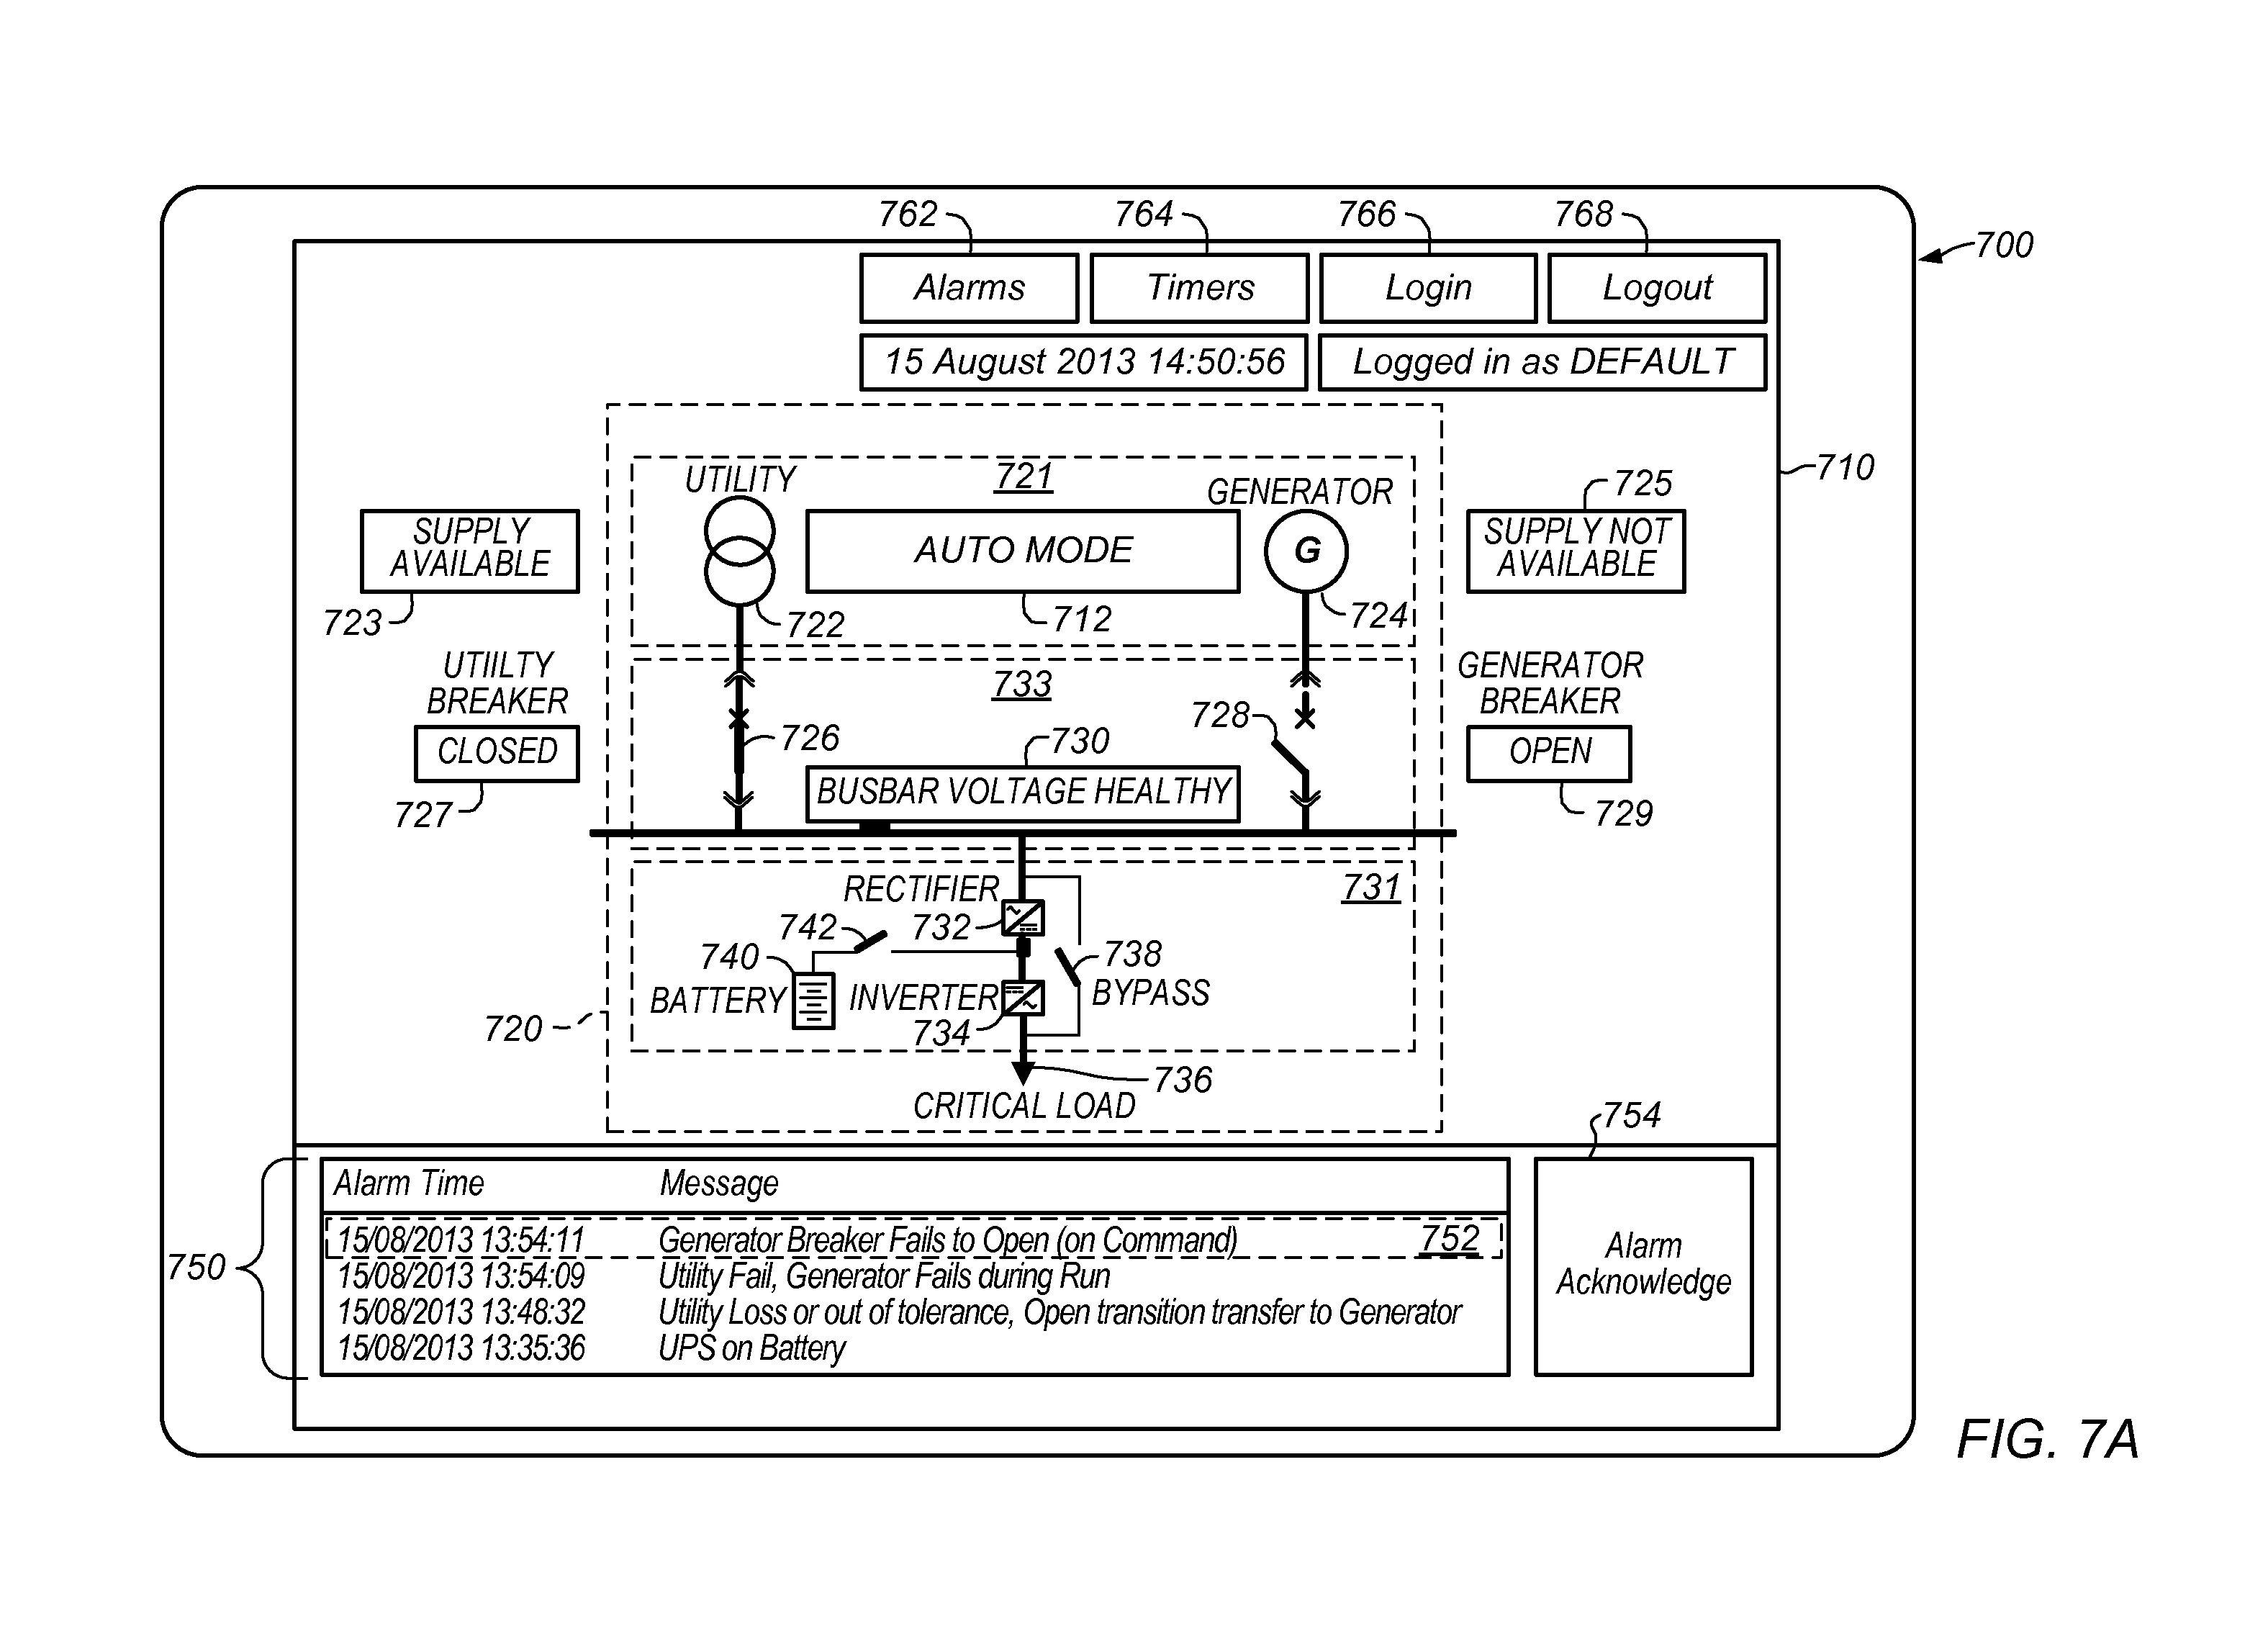 762
764
766
768
700
Alarms
Timers
Login
Logout
15 August 2013 14:50:56
Logged in as DEFAULT
710
UTILITY
721
GENERATOR
725
SUPPLY
AVAILABLE
AUTO MODE
G
SUPPLY NOT
AVAILABLE
723
722
712
724
UTIILTY
BREAKER
733
GENERATOR
BREAKER
728
726
730
CLOSED
OPEN
BUSBAR VOLTAGE HEALTHY
727
729
RECTIFIER
731
742
732
740
738
BATTERY
INVERTER
BYPASS
720
734
736
CRITICAL LOAD
754
750
Alarm Time Message
15/08/2013 13:54:11 Generator Breaker Fails to Open (on Command) 752
15/08/2013 13:54:09 Utility Fail, Generator Fails during Run
15/08/2013 13:48:32 Utility Loss or out of tolerance, Open transition transfer to Generator
15/08/2013 13:35:36 UPS on Battery
Alarm
Acknowledge
FIG. 7A